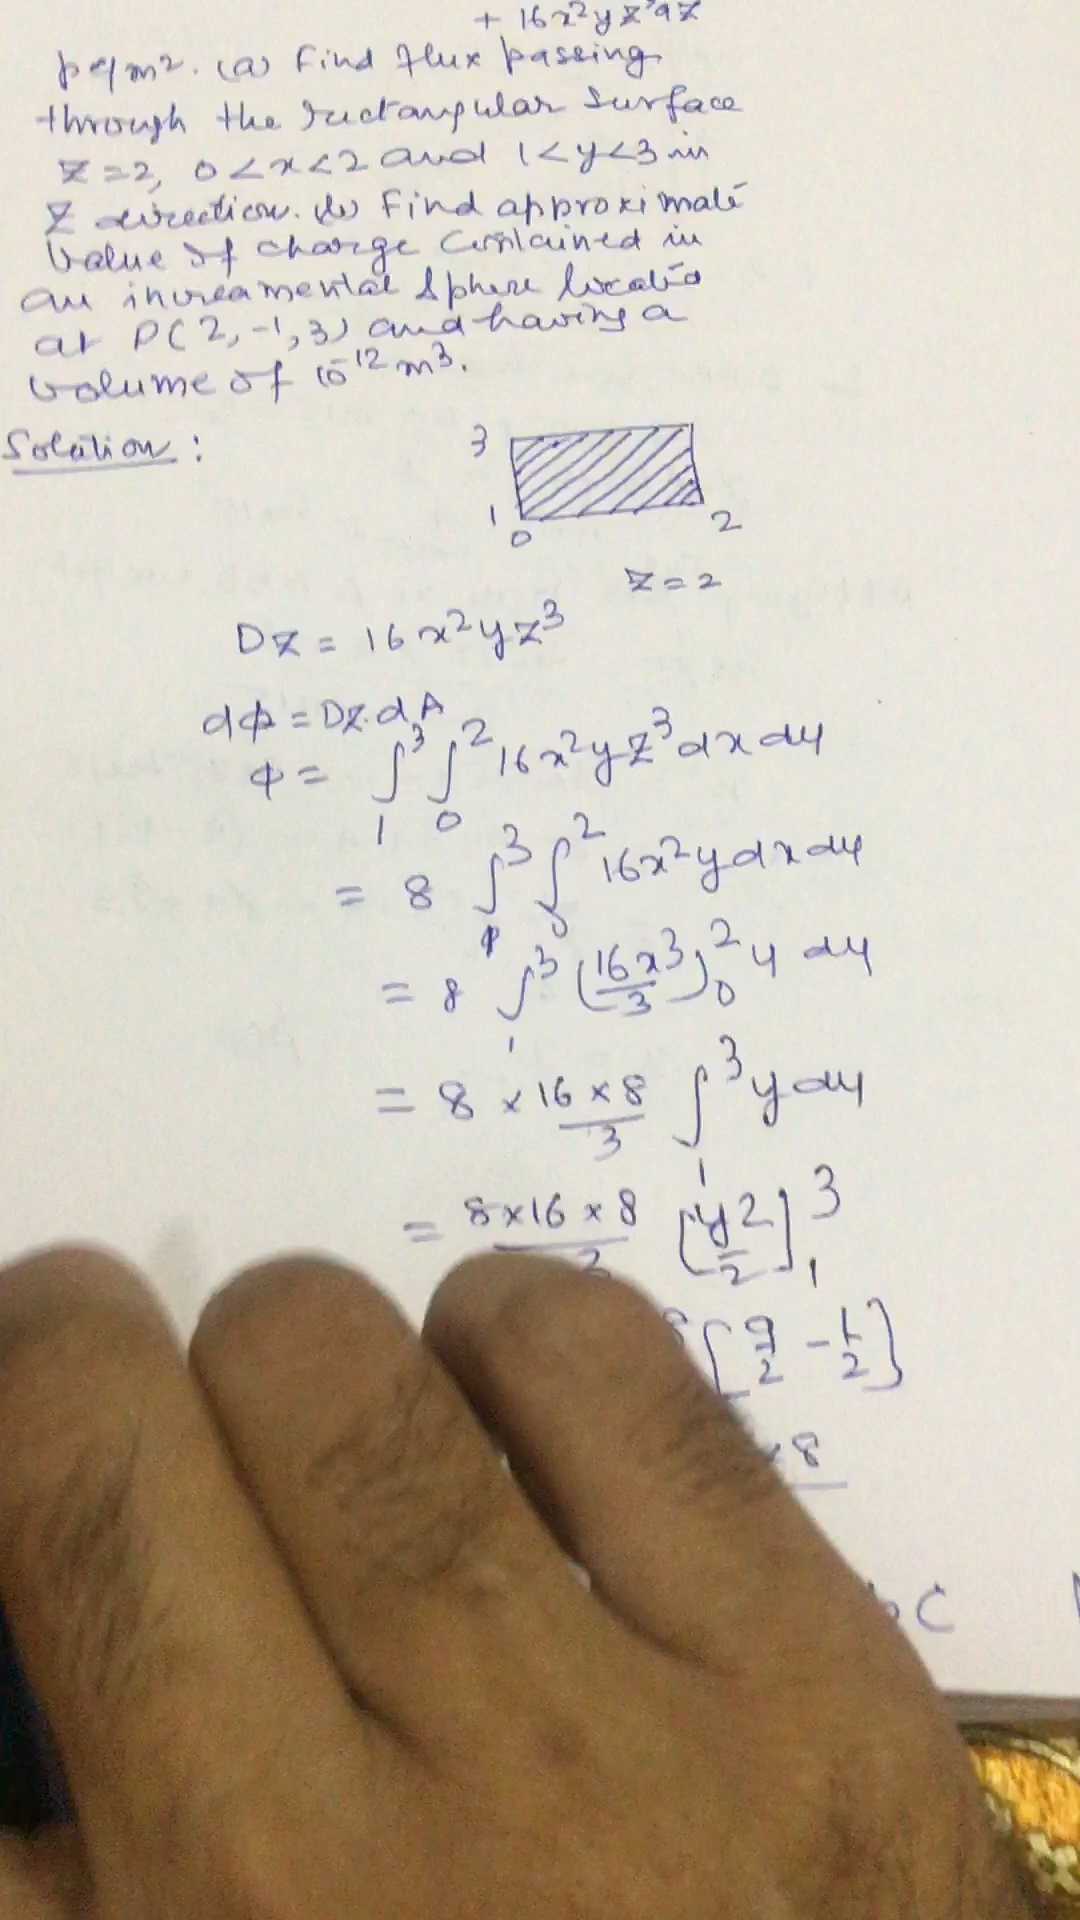 + 16x²yz³az
pc/m². (a) Find flux passing
through the rectangular surface
z=2, 0<x<2 and 1<y<3 in
z direction. (b) Find approximate
value of charge contained in
an increamental sphere located
at P(2,-1,3) and having a
volume of 10⁻¹² m³.
Solution :
3
1 0 2
z=2
Dz = 16x²yz³
dφ = Dz.dA
φ = ∫₁³ ∫₀² 16x²yz³ dx dy
= 8 ∫₁³ ∫₀² 16x²y dx dy
= 8 ∫₁³ (16x³/3)₀² y dy
= 8 × 16 × 8/3 ∫₁³ y dy
= 8×16×8/3 [y2/2]₁³
[9/2 - 1/2]
×8
C